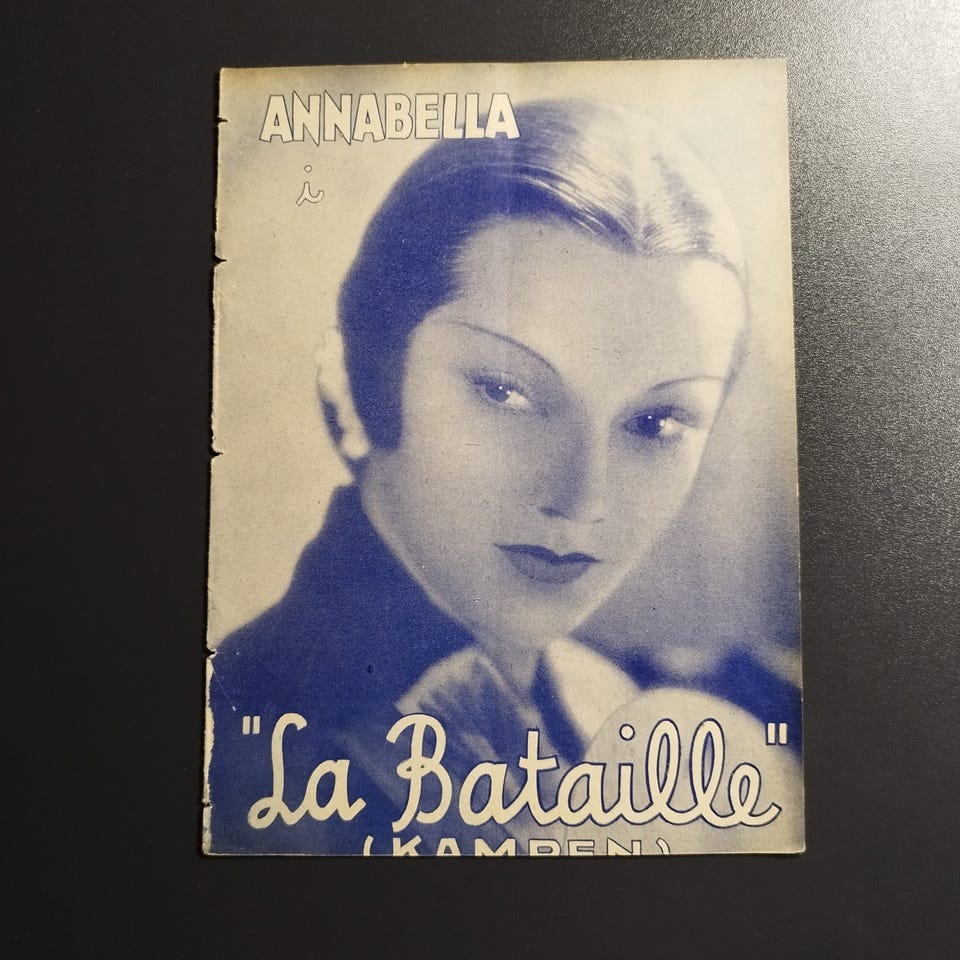 ANNABELLA
i
"La Bataille"
(KAMPEN)